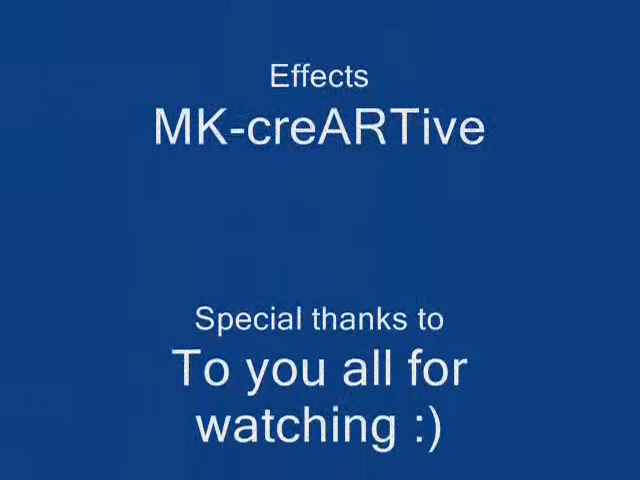 Effects
MK-creARTive
Special thanks to
To you all for
watching :)